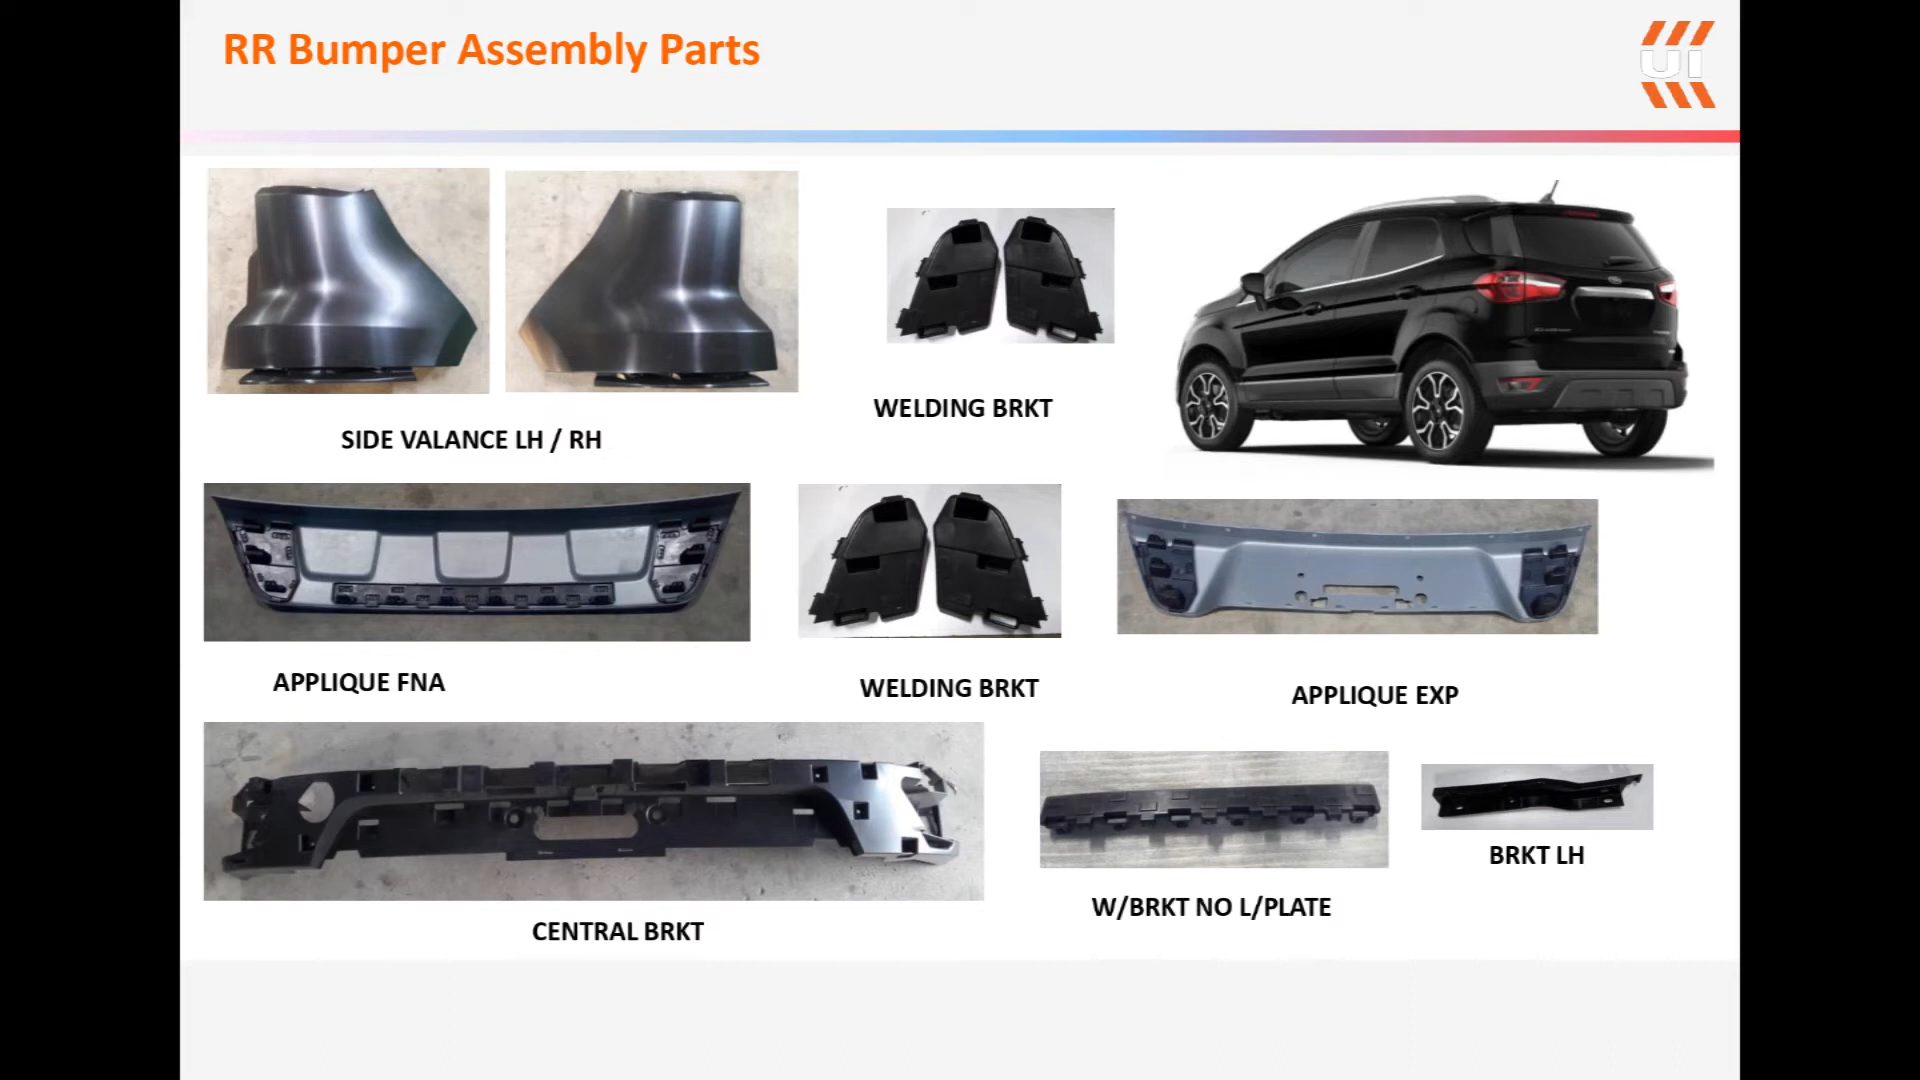 RR Bumper Assembly Parts
UI
SIDE VALANCE LH / RH
WELDING BRKT
APPLIQUE FNA
WELDING BRKT
APPLIQUE EXP
CENTRAL BRKT
W/BRKT NO L/PLATE
BRKT LH